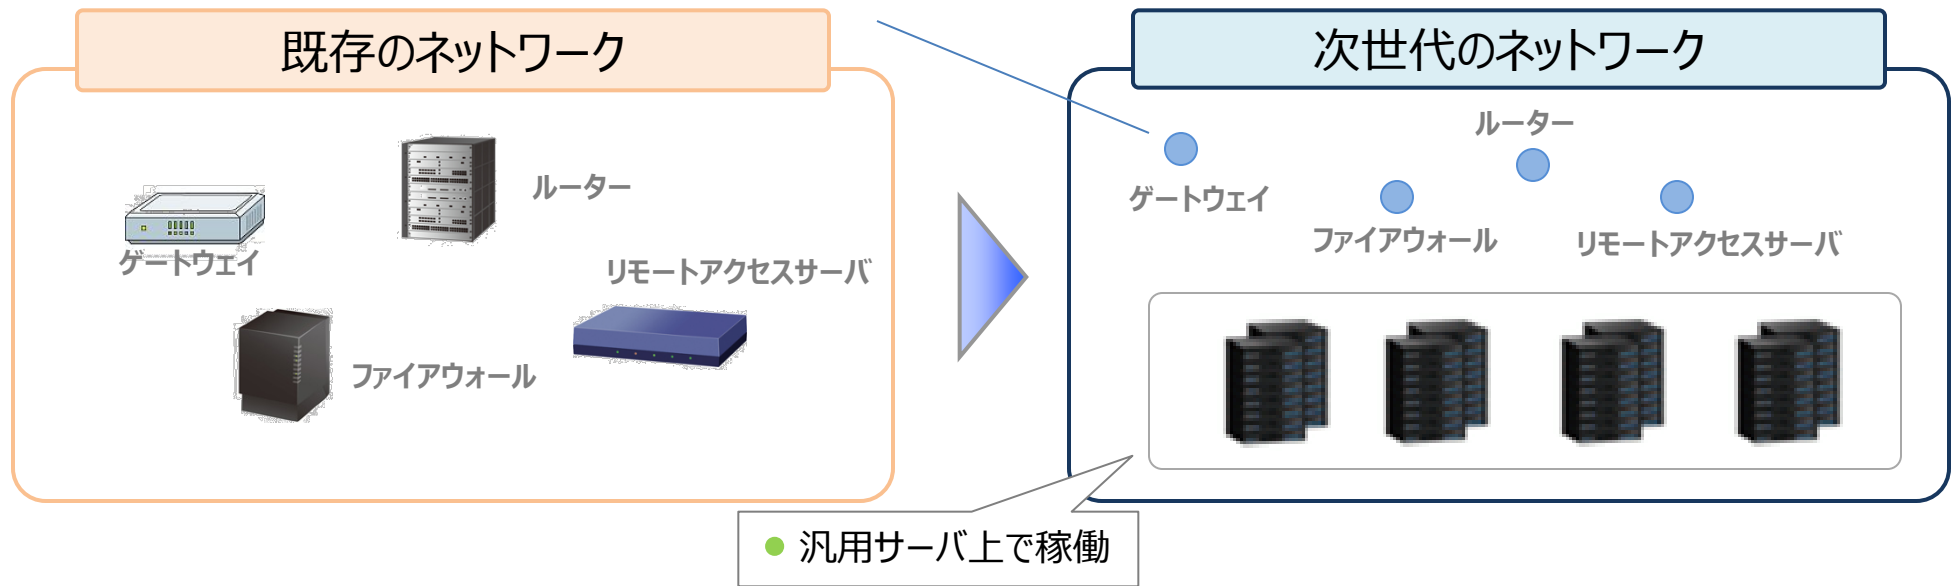 既存のネットワーク
ルーター
ゲートウェイ
リモートアクセスサーバ
ファイアウォール
次世代のネットワーク
ルーター
ゲートウェイ
ファイアウォール
リモートアクセスサーバ
汎用サーバ上で稼働